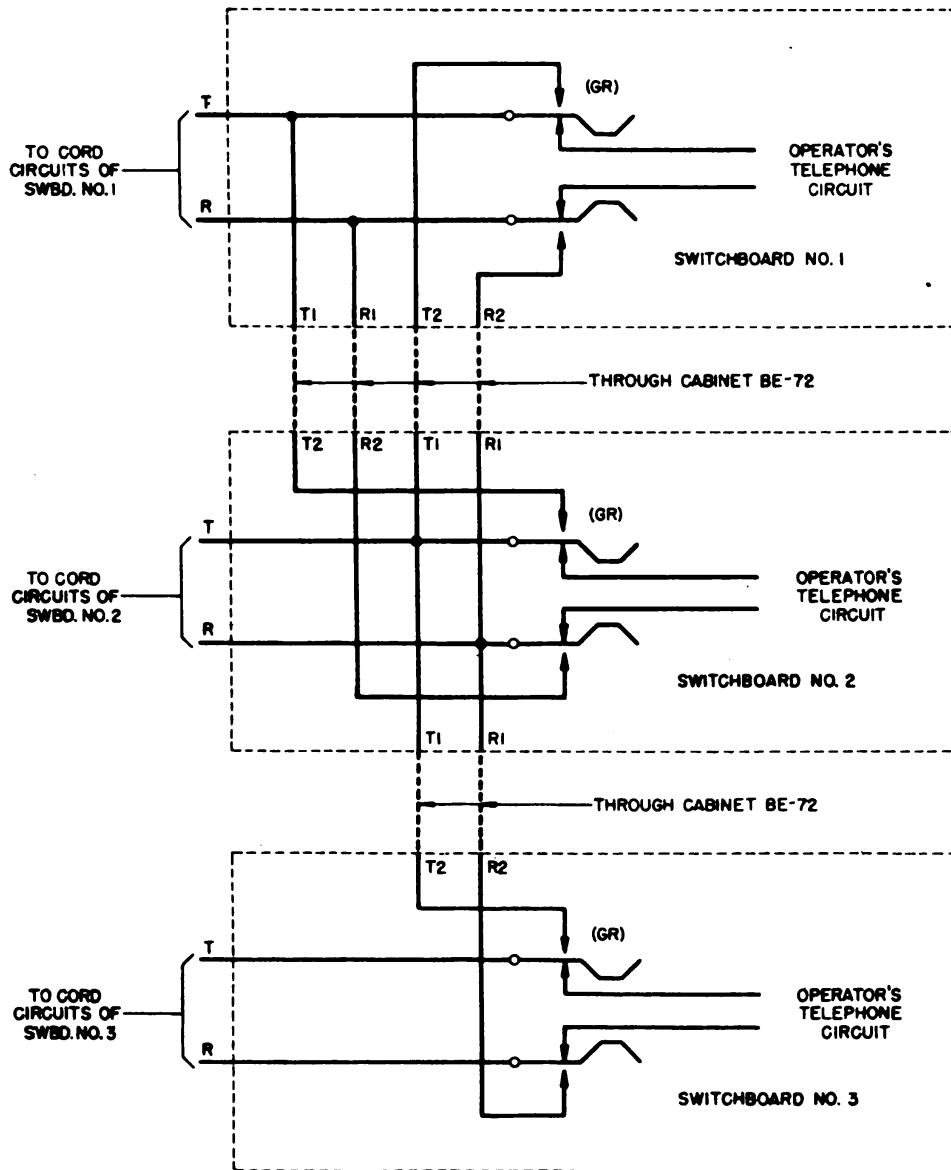 (GR)
T
TO CORD
CIRCUITS OF
SWBD. NO. 1
OPERATOR'S
TELEPHONE
CIRCUIT
R
SWITCHBOARD NO. 1
T1 R1 T2 R2
THROUGH CABINET BE-72
T2 R2 T1 R1
(GR)
T
TO CORD
CIRCUITS OF
SWBD. NO. 2
OPERATOR'S
TELEPHONE
CIRCUIT
R
SWITCHBOARD NO. 2
T1 R1
THROUGH CABINET BE-72
T2 R2
(GR)
T
TO CORD
CIRCUITS OF
SWBD. NO. 3
OPERATOR'S
TELEPHONE
CIRCUIT
R
SWITCHBOARD NO. 3